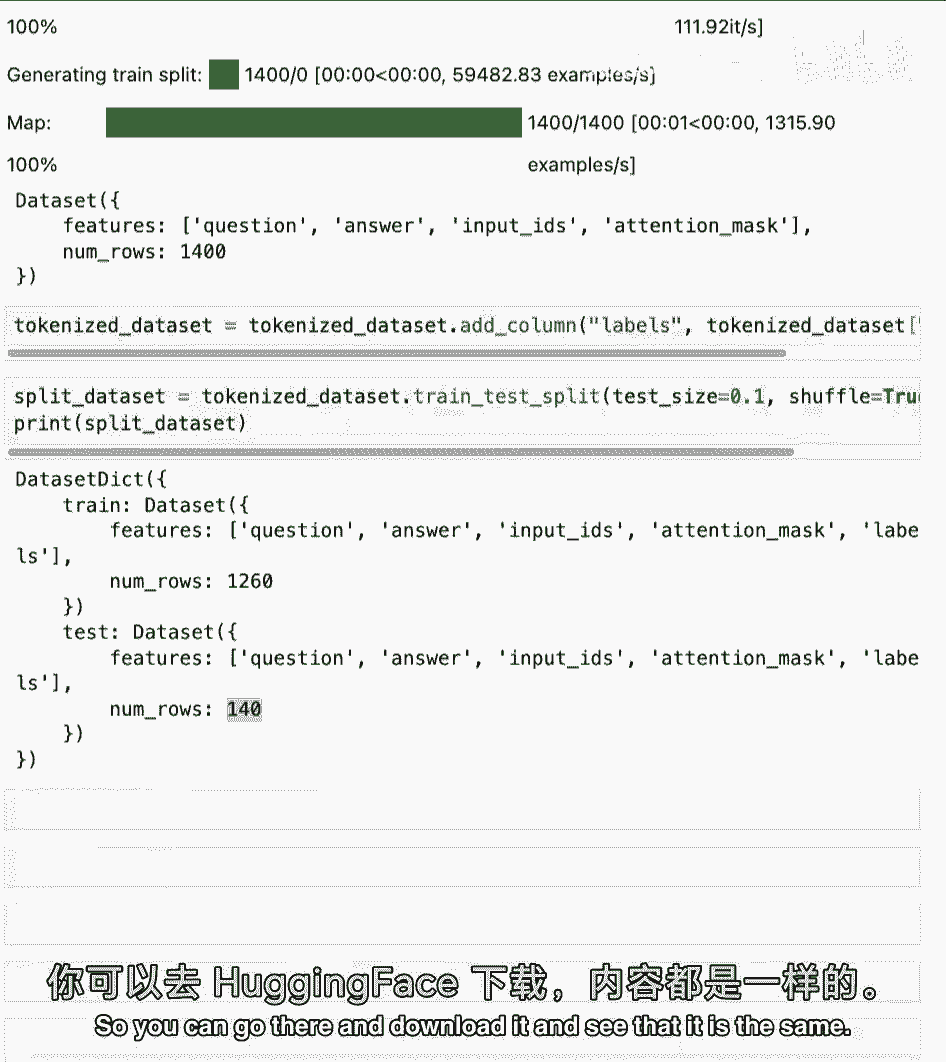 100%
111.92it/s]
Generating train split:
1400/0 [00:00<00:00, 59482.83 examples/s]
Map:
1400/1400 [00:01<00:00, 1315.90
100%
examples/s]
Dataset({
    features: ['question', 'answer', 'input_ids', 'attention_mask'],
    num_rows: 1400
})
tokenized_dataset = tokenized_dataset.add_column("labels", tokenized_dataset["
split_dataset = tokenized_dataset.train_test_split(test_size=0.1, shuffle=Tru
print(split_dataset)
DatasetDict({
    train: Dataset({
        features: ['question', 'answer', 'input_ids', 'attention_mask', 'labe
ls'],
        num_rows: 1260
    })
    test: Dataset({
        features: ['question', 'answer', 'input_ids', 'attention_mask', 'labe
ls'],
        num_rows: 140
    })
})
你可以去 HuggingFace 下载，内容都是一样的。
So you can go there and download it and see that it is the same.